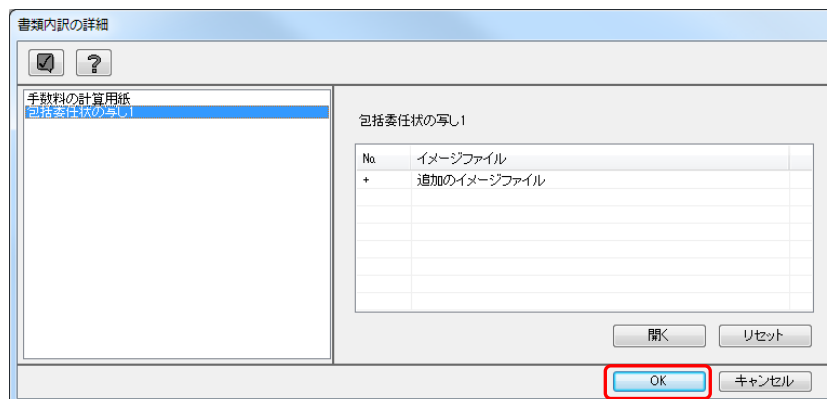 書類内訳の詳細
?
手数料の計算用紙
包括委任状の写し1
包括委任状の写し1
No. イメージファイル
+ 追加のイメージファイル
開く リセット
OK キャンセル